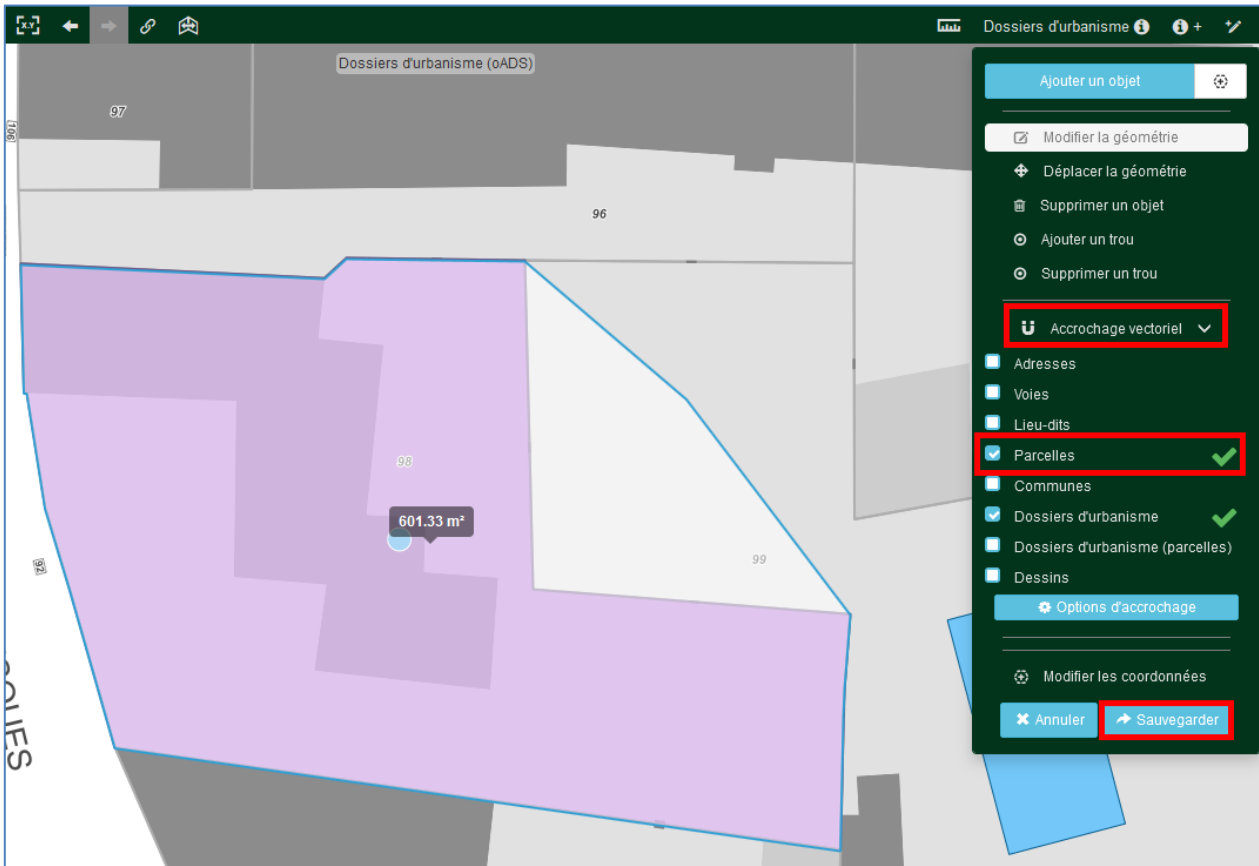 [X,Y]
Dossiers d'urbanisme
+
Dossiers d'urbanisme (oADS)
Ajouter un objet
97
106
Modifier la géométrie
Déplacer la géométrie
Supprimer un objet
96
Ajouter un trou
Supprimer un trou
Accrochage vectoriel
Adresses
Voies
Lieu-dits
98
Parcelles
Communes
601.33 m²
Dossiers d'urbanisme
99
Dossiers d'urbanisme (parcelles)
92
Dessins
Options d'accrochage
Modifier les coordonnées
Annuler
Sauvegarder